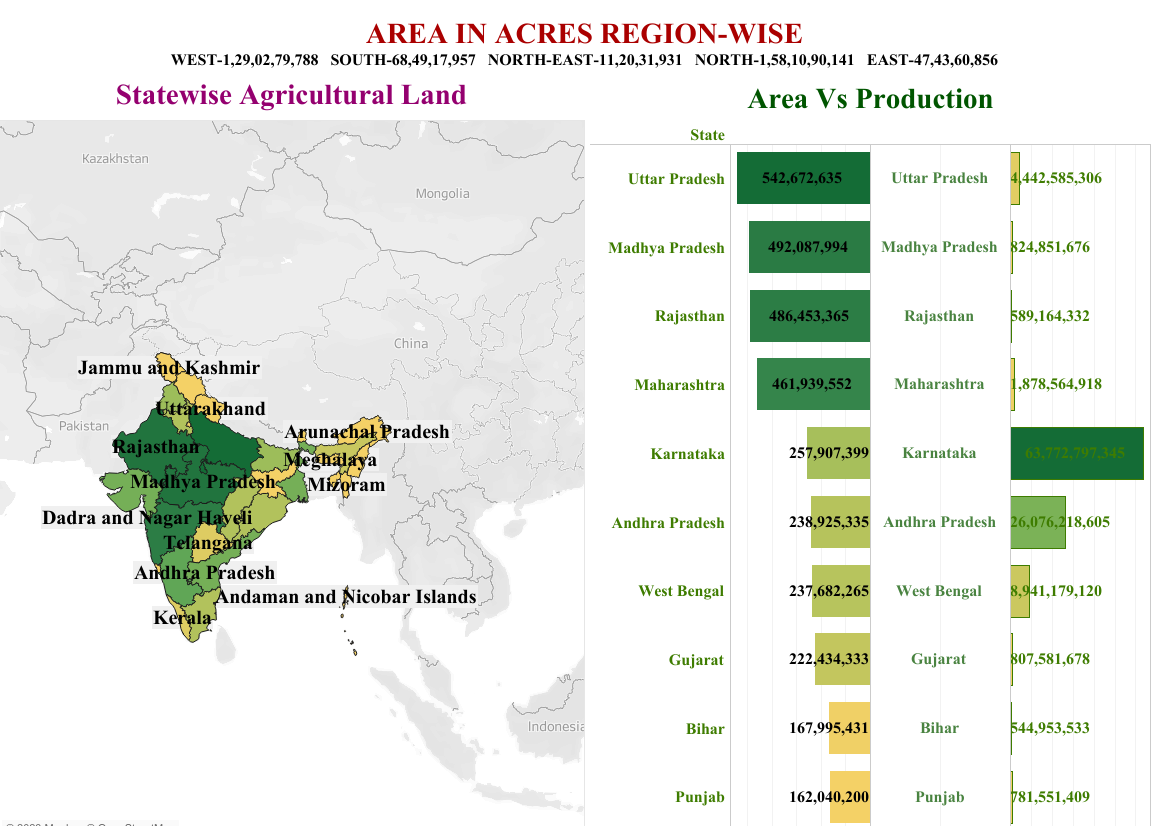 AREA IN ACRES REGION-WISE
WEST-1,29,02,79,788 SOUTH-68,49,17,957 NORTH-EAST-11,20,31,931 NORTH-1,58,10,90,141 EAST-47,43,60,856
Statewise Agricultural Land
Area Vs Production
Kazakhstan
Mongolia
China
Pakistan
Indonesia
Jammu and Kashmir
Uttarakhand
Arunachal Pradesh
Rajasthan
Meghalaya
Madhya Pradesh
Mizoram
Dadra and Nagar Haveli
Telangana
Andhra Pradesh
Andaman and Nicobar Islands
Kerala
State
Uttar Pradesh 542,672,635 Uttar Pradesh 4,442,585,306
Madhya Pradesh 492,087,994 Madhya Pradesh 824,851,676
Rajasthan 486,453,365 Rajasthan 589,164,332
Maharashtra 461,939,552 Maharashtra 1,878,564,918
Karnataka 257,907,399 Karnataka 63,772,797,345
Andhra Pradesh 238,925,335 Andhra Pradesh 26,076,218,605
West Bengal 237,682,265 West Bengal 8,941,179,120
Gujarat 222,434,333 Gujarat 807,581,678
Bihar 167,995,431 Bihar 544,953,533
Punjab 162,040,200 Punjab 781,551,409